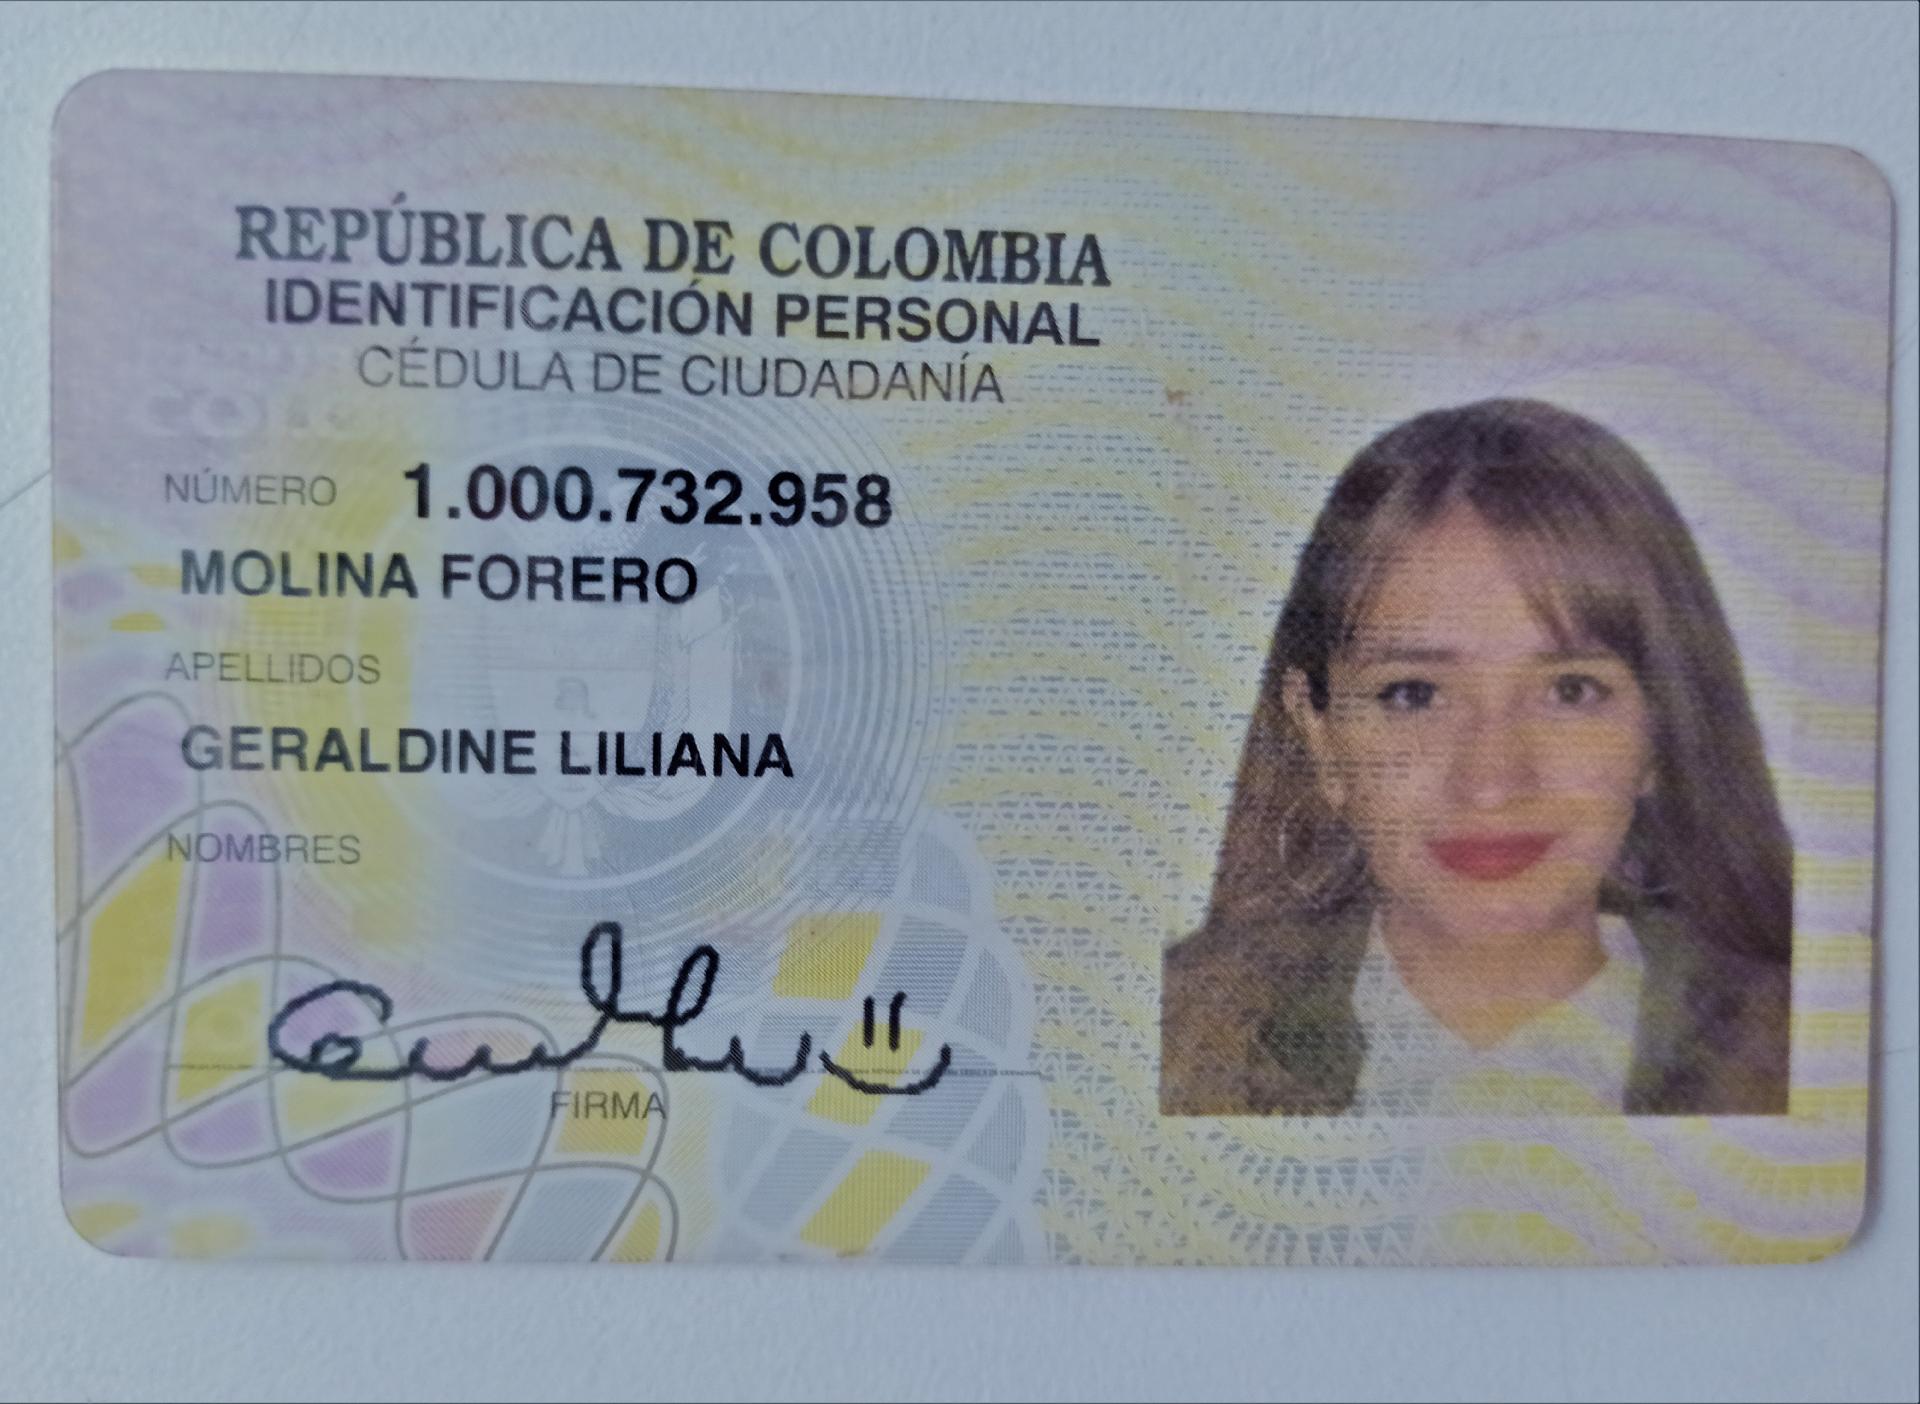 REPÚBLICA DE COLOMBIA
IDENTIFICACIÓN PERSONAL
CÉDULA DE CIUDADANÍA
NÚMERO 1.000.732.958
MOLINA FORERO
APELLIDOS
GERALDINE LILIANA
NOMBRES
FIRMA